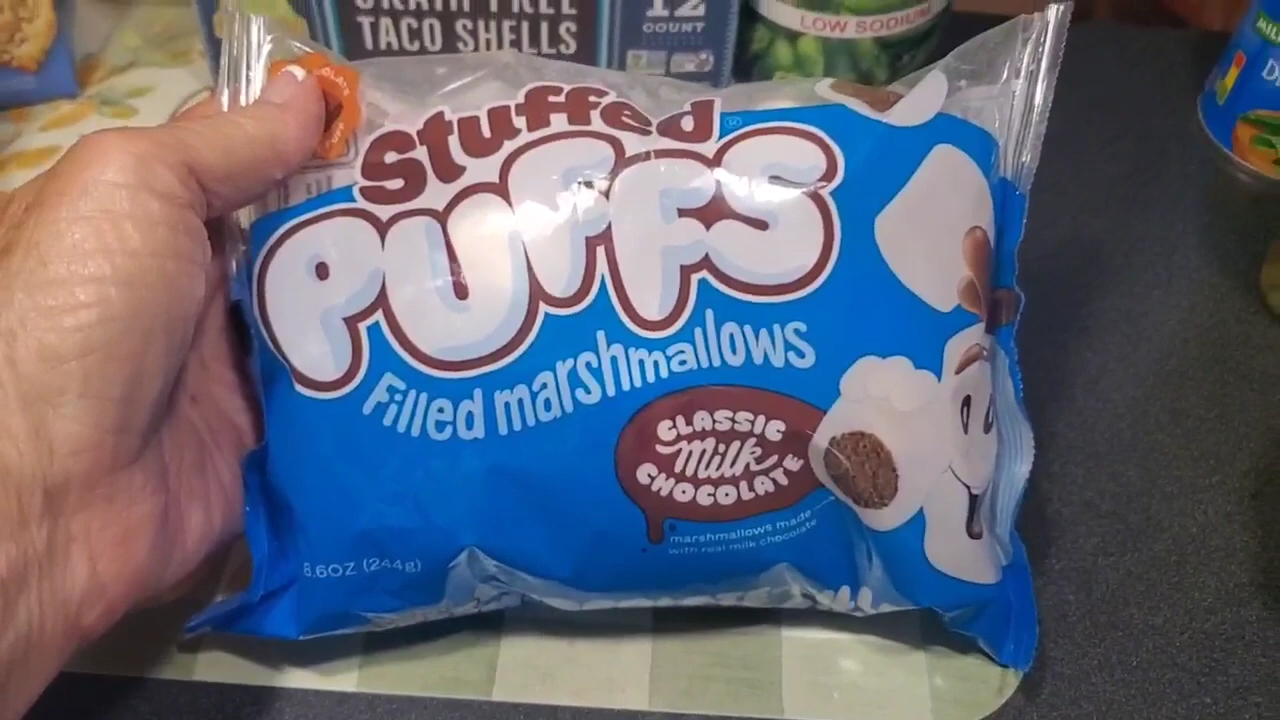 TACO SHELLS
12
COUNT
LOW SODIUM
Stuffed
PUFFS
Filled marshmallows
CLASSIC
Milk
CHOCOLATE
marshmallows made
with real milk chocolate
8.6OZ (244g)